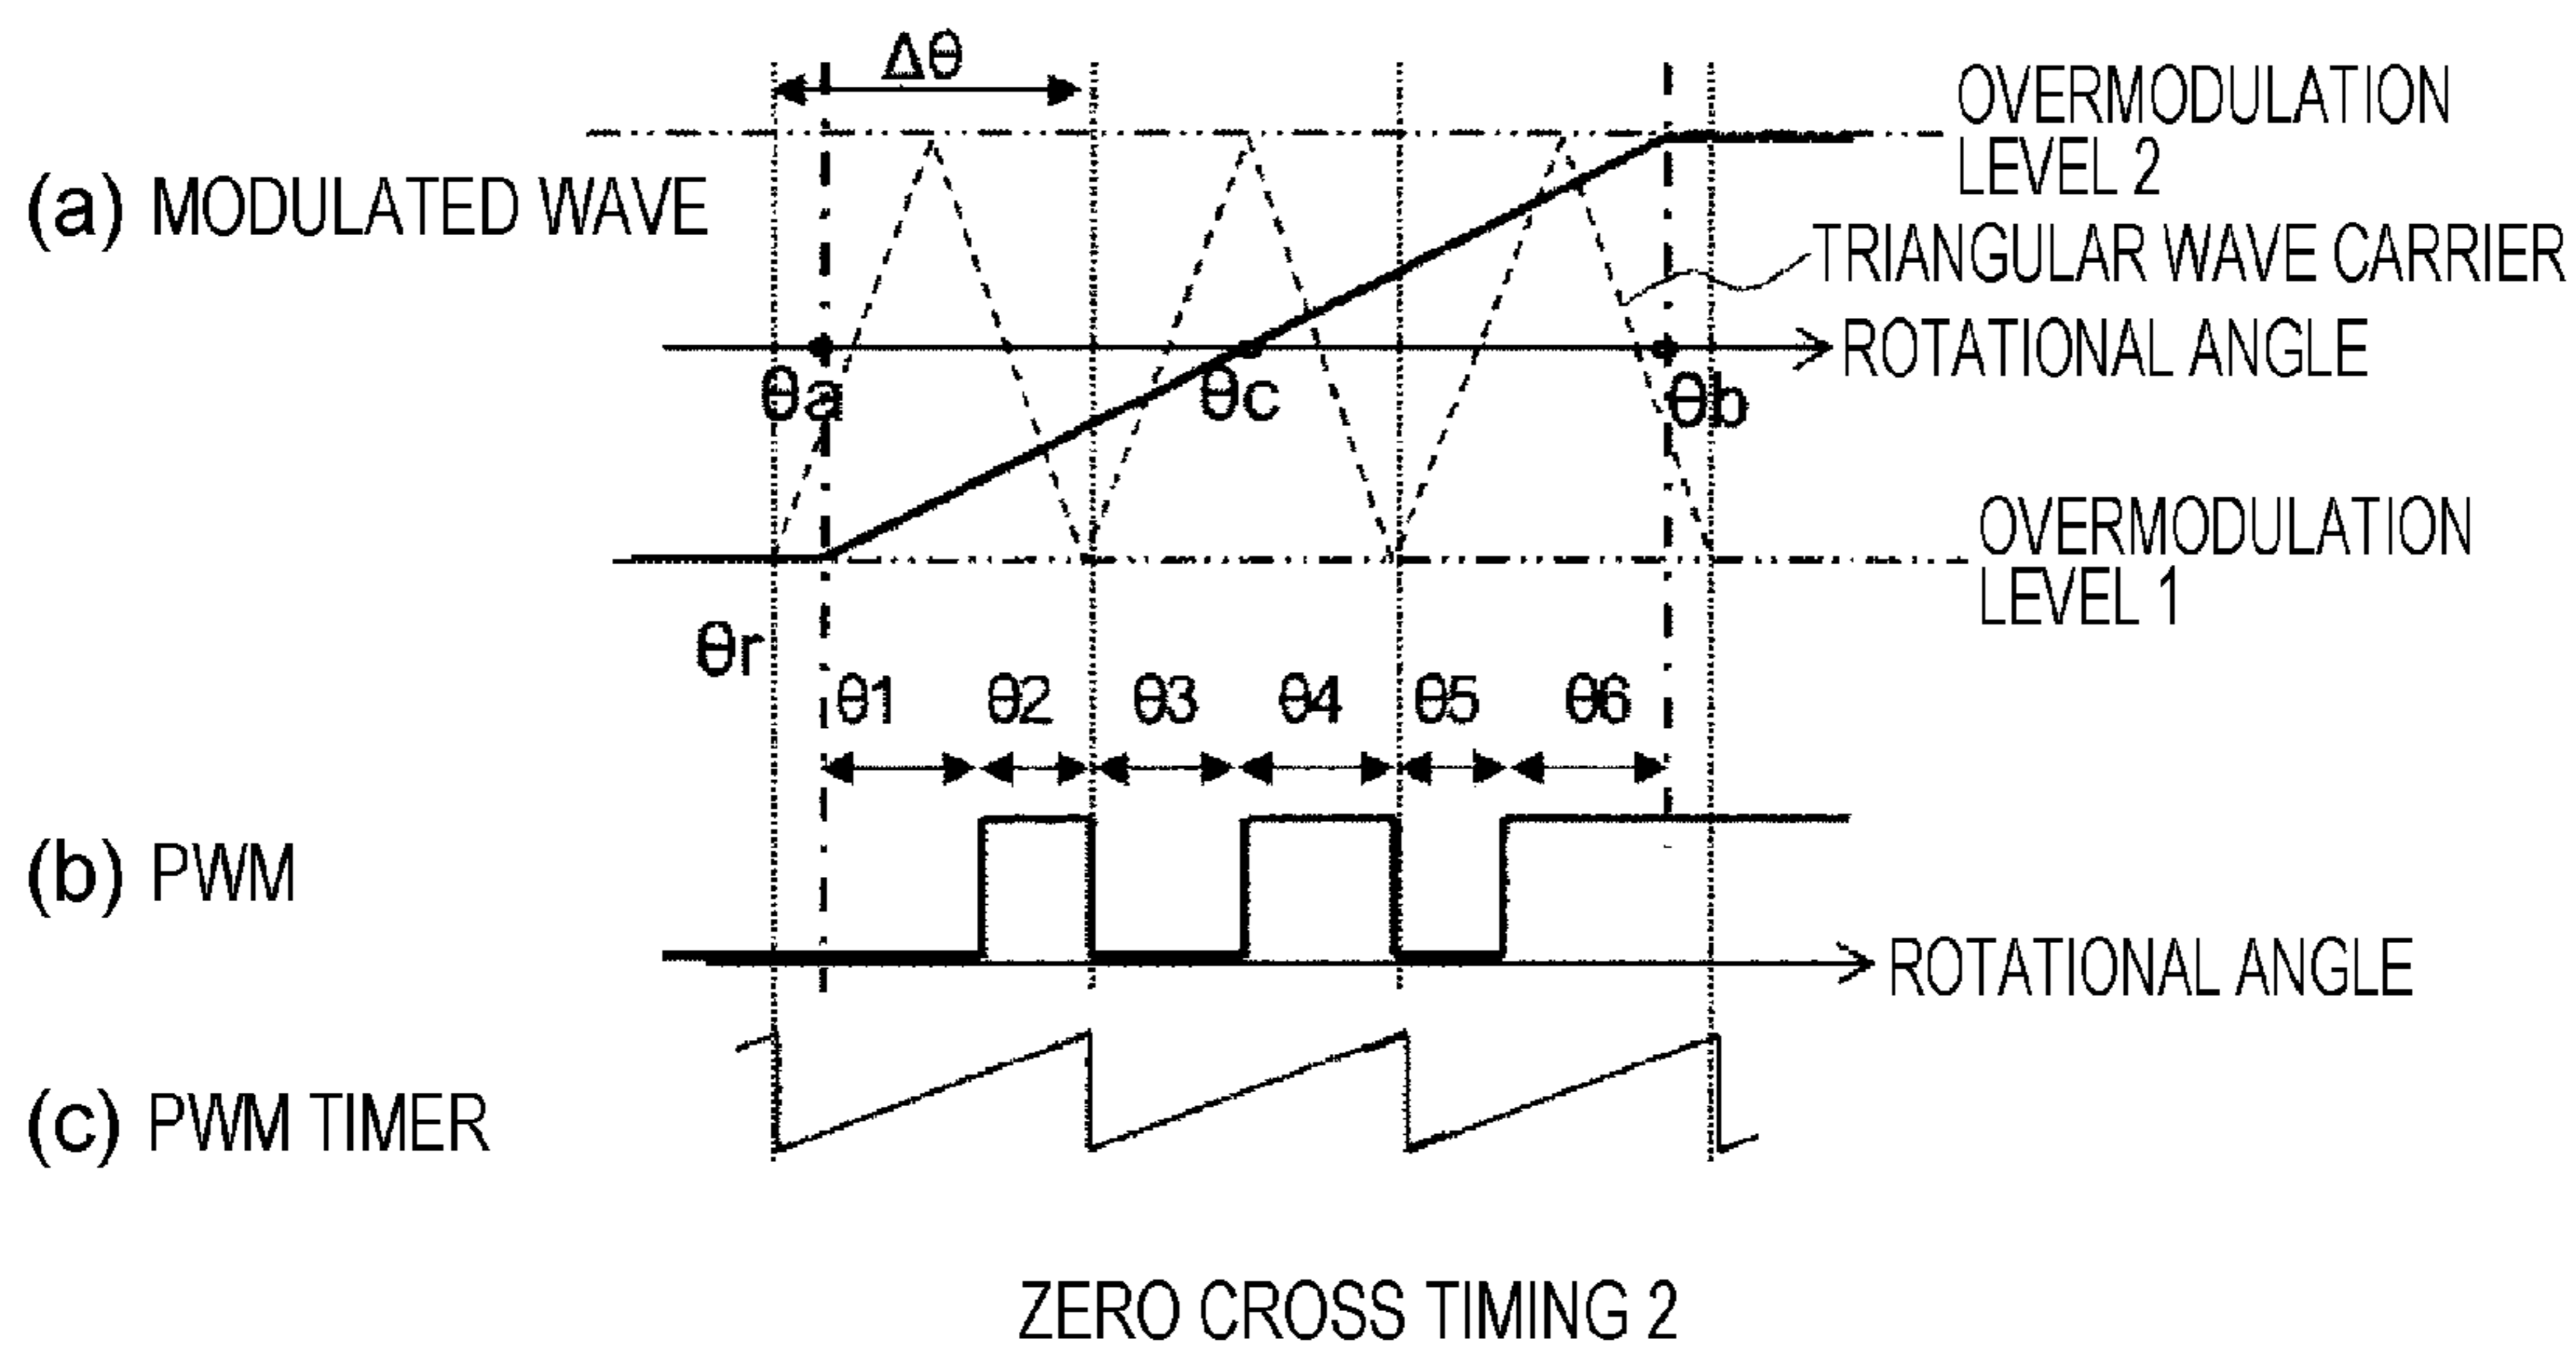 Δθ
OVERMODULATION
LEVEL 2
(a) MODULATED WAVE
TRIANGULAR WAVE CARRIER
ROTATIONAL ANGLE
θa
θc
θb
OVERMODULATION
LEVEL 1
θr
θ1 θ2 θ3 θ4 θ5 θ6
(b) PWM
ROTATIONAL ANGLE
(c) PWM TIMER
ZERO CROSS TIMING 2